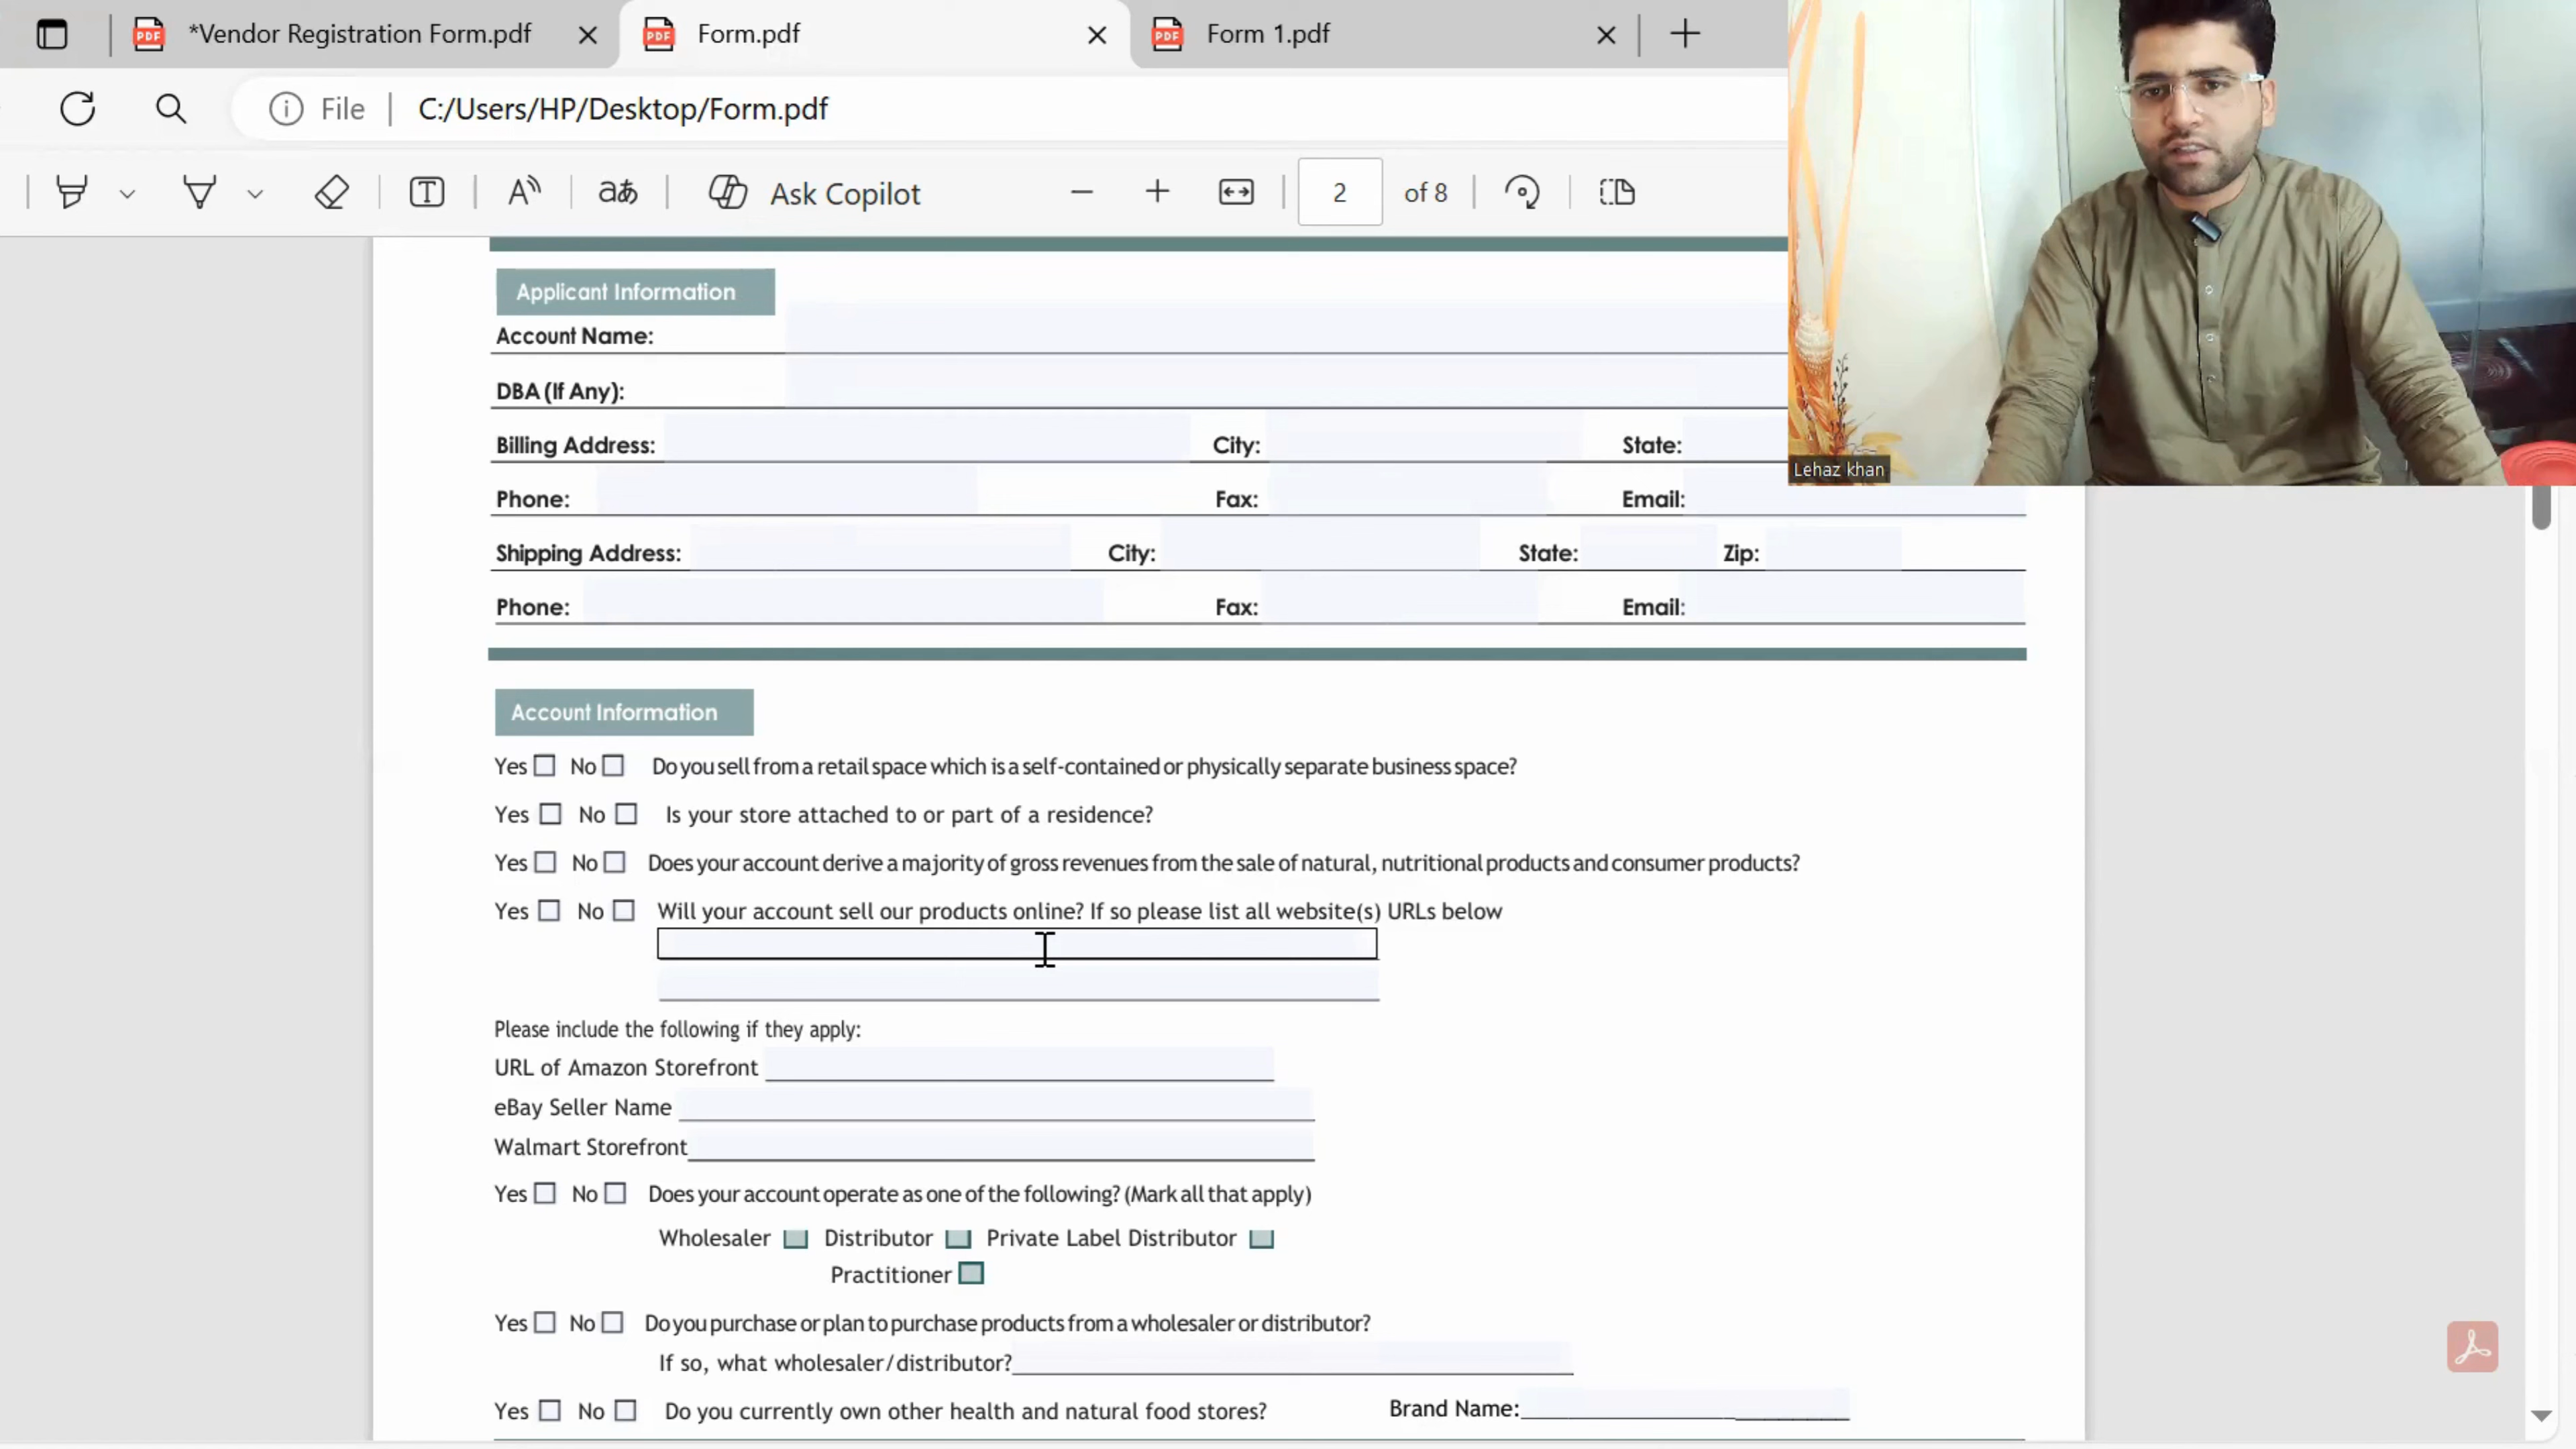 *Vendor Registration Form.pdf
Form.pdf
Form 1.pdf
File
C:/Users/HP/Desktop/Form.pdf
Ask Copilot
2 of 8
Applicant Information
Account Name:
DBA (If Any):
Billing Address: City: State:
Phone: Fax: Email:
Shipping Address: City: State: Zip:
Phone: Fax: Email:
Account Information
Yes No Do you sell from a retail space which is a self-contained or physically separate business space?
Yes No Is your store attached to or part of a residence?
Yes No Does your account derive a majority of gross revenues from the sale of natural, nutritional products and consumer products?
Yes No Will your account sell our products online? If so please list all website(s) URLs below
Please include the following if they apply:
URL of Amazon Storefront
eBay Seller Name
Walmart Storefront
Yes No Does your account operate as one of the following? (Mark all that apply)
Wholesaler Distributor Private Label Distributor
Practitioner
Yes No Do you purchase or plan to purchase products from a wholesaler or distributor?
If so, what wholesaler/distributor?
Yes No Do you currently own other health and natural food stores? Brand Name:
Lehaz khan